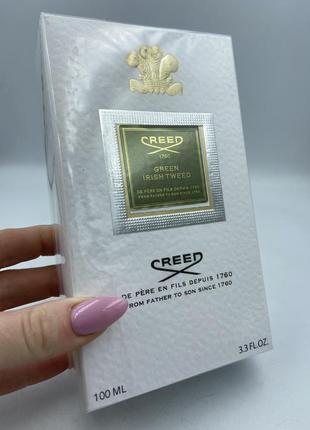 CREED
1760
GREEN
IRISH TWEED
DE PÈRE EN FILS DEPUIS 1760
FROM FATHER TO SON SINCE 1760
CREED
DE PÈRE EN FILS DEPUIS 1760
FROM FATHER TO SON SINCE 1760
100 ML
3.3 FL.OZ.